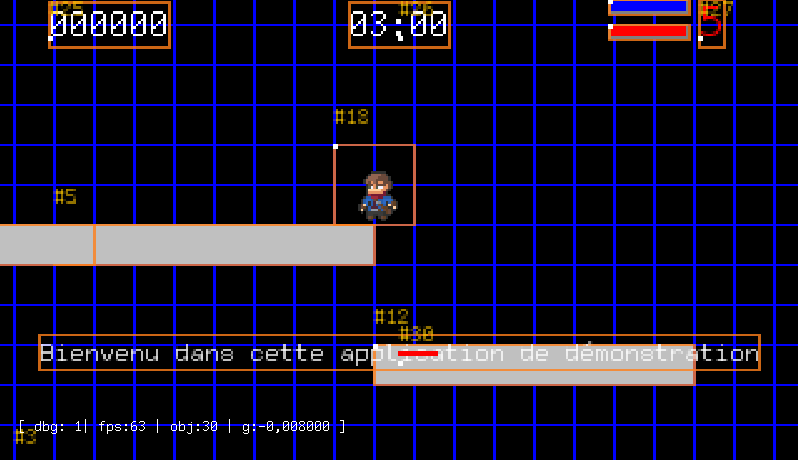 #25 #26 #27
000000 03:00 5
#18
#5
#12
#30
Bienvenu dans cette application de démonstration
[ dbg: 1| fps:63 | obj:30 | g:-0,008000 ]
#3